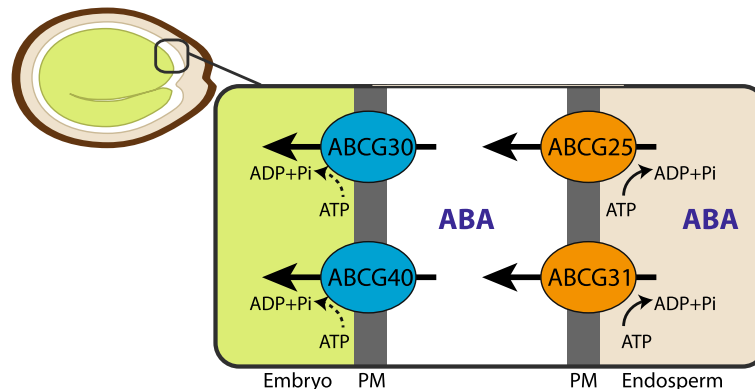 ABCG30
ABCG25
ADP+Pi
ADP+Pi
ATP
ATP
ABA
ABA
ABCG40
ABCG31
ADP+Pi
ADP+Pi
ATP
ATP
Embryo PM PM Endosperm